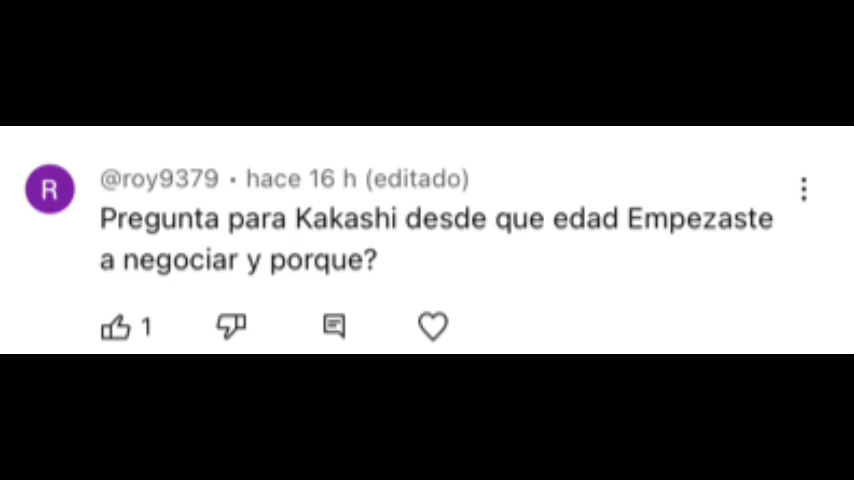 R
@roy9379 · hace 16 h (editado)
Pregunta para Kakashi desde que edad Empezaste
a negociar y porque?
1